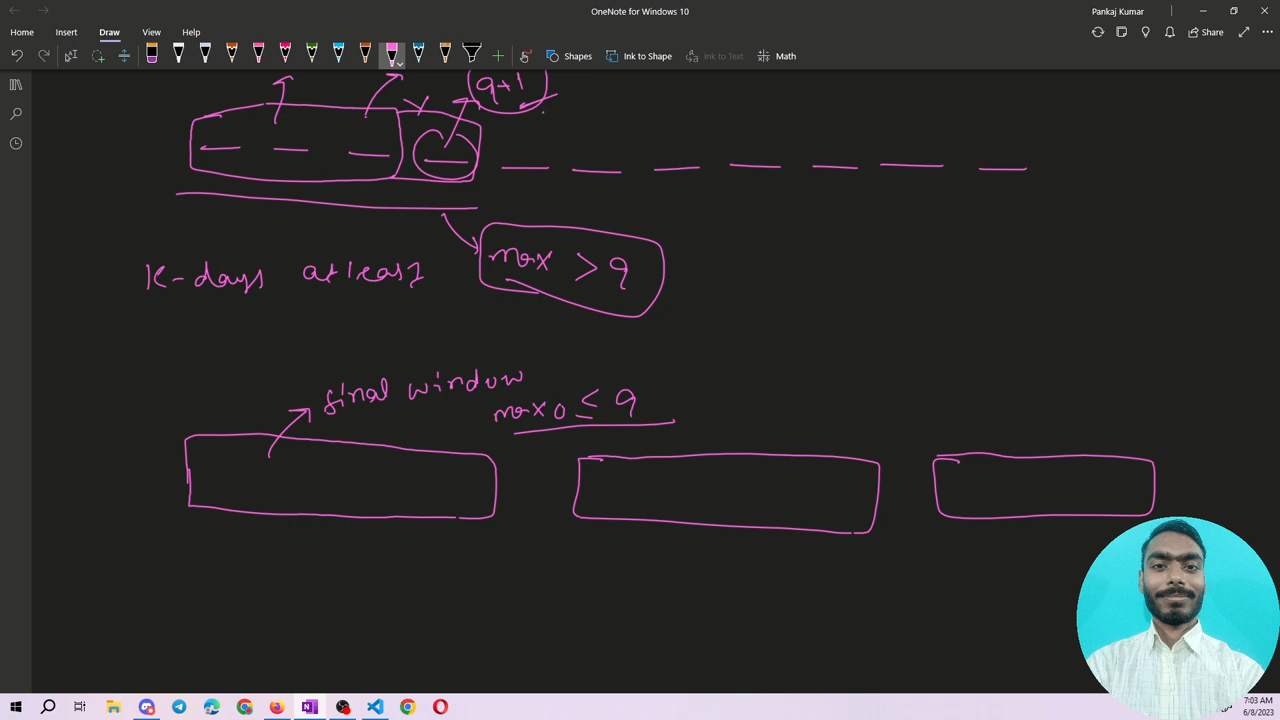 OneNote for Windows 10
Pankaj Kumar
Home Insert Draw View Help
Shapes Ink to Shape Ink to Text Math
Share
q+1
K-days atleast
max > q
final window
max ≤ q
7:03 AM
6/8/2023